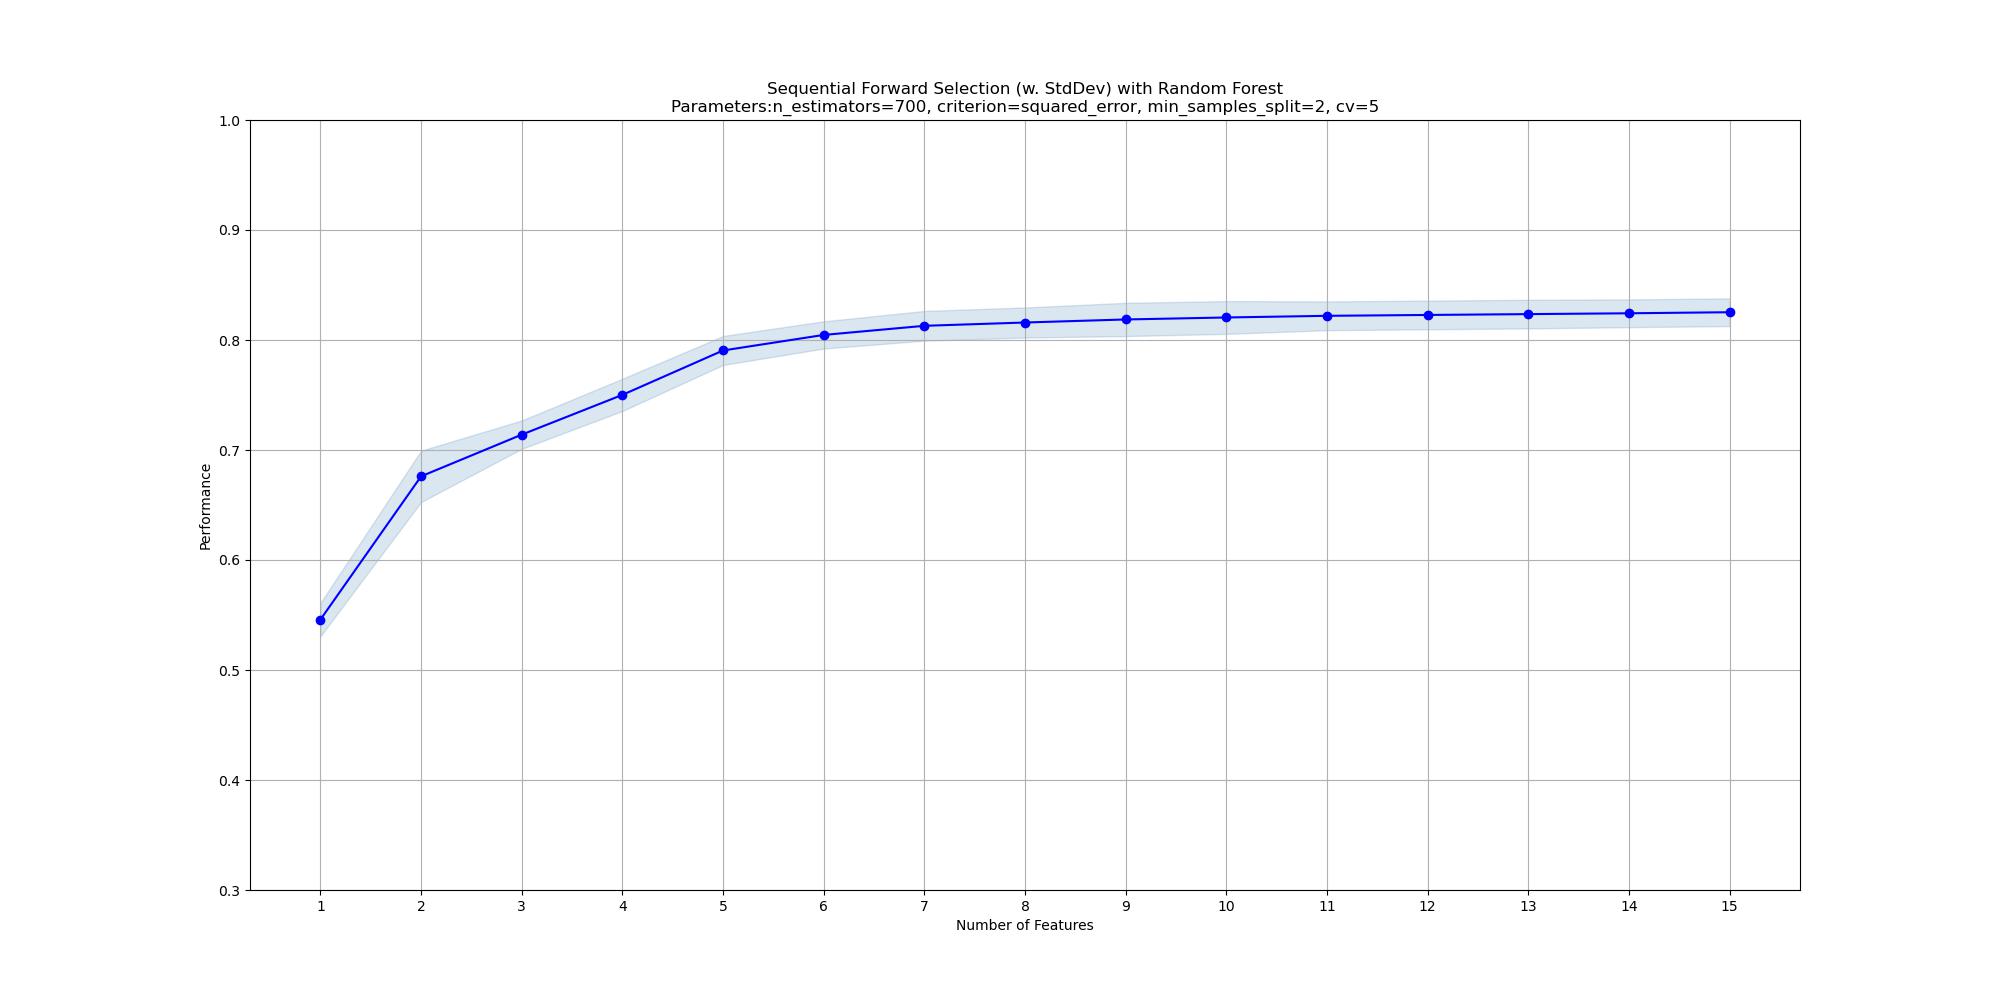 Sequential Forward Selection (w. StdDev) with Random Forest
Parameters:n_estimators=700, criterion=squared_error, min_samples_split=2, cv=5
1.0
0.9
0.8
0.7
0.6
0.5
0.4
0.3
Performance
1 2 3 4 5 6 7 8 9 10 11 12 13 14 15
Number of Features